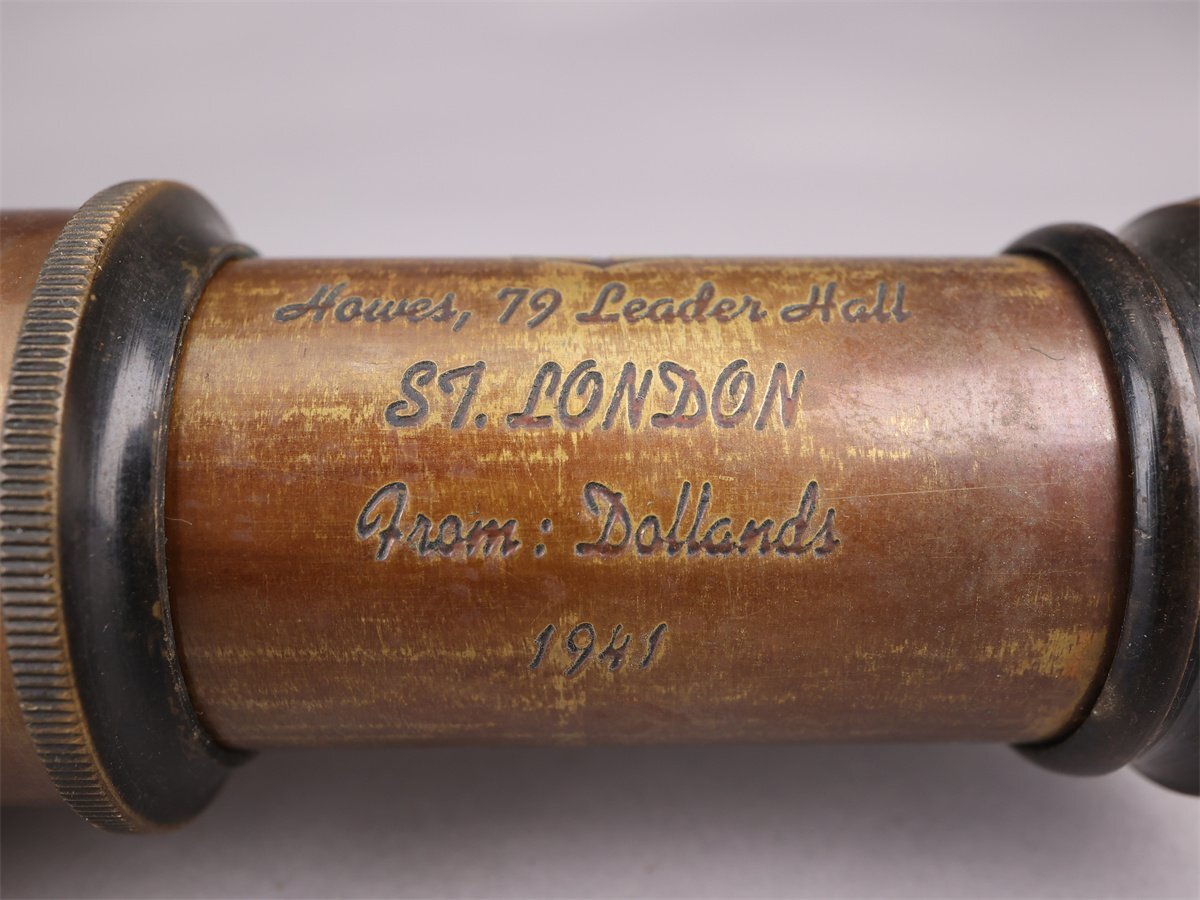 Howes, 79 Leader Hall
ST. LONDON
From: Dollands
1941